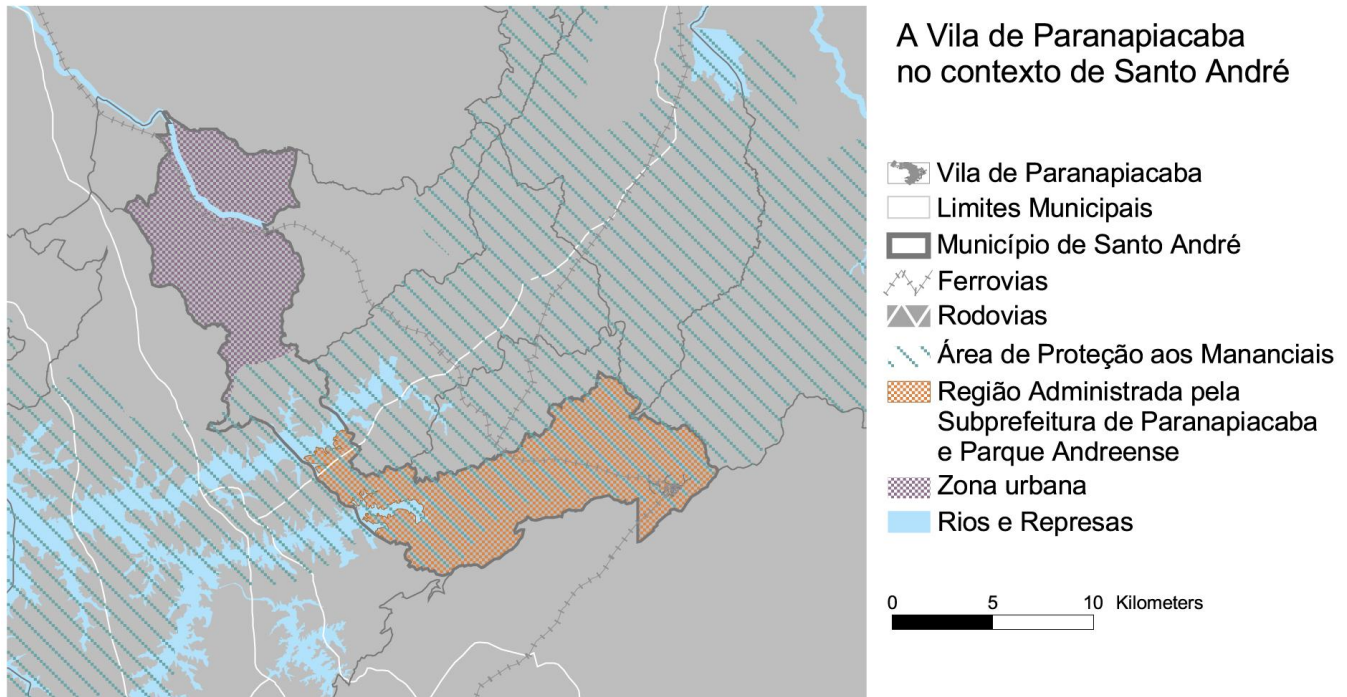 A Vila de Paranapiacaba
no contexto de Santo André
Vila de Paranapiacaba
Limites Municipais
Município de Santo André
Ferrovias
Rodovias
Área de Proteção aos Mananciais
Região Administrada pela
Subprefeitura de Paranapiacaba
e Parque Andreense
Zona urbana
Rios e Represas
0 5 10 Kilometers